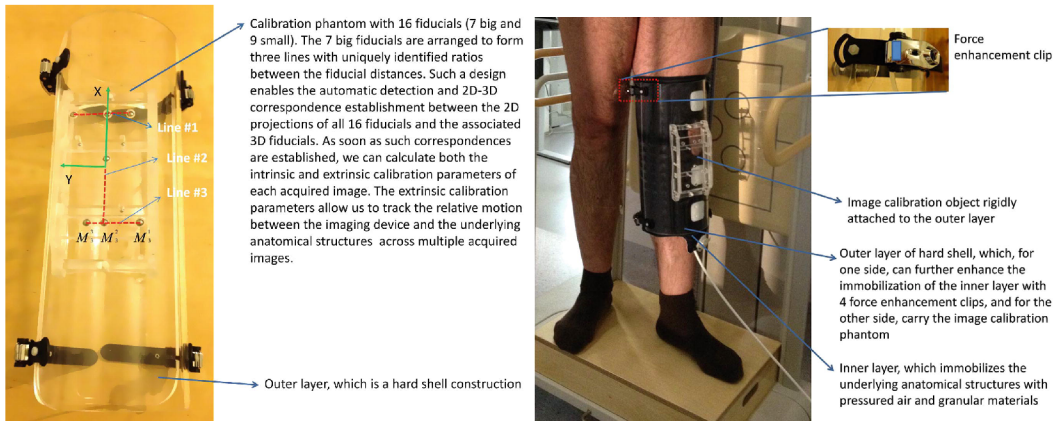 Calibration phantom with 16 fiducials (7 big and
9 small). The 7 big fiducials are arranged to form
three lines with uniquely identified ratios
between the fiducial distances. Such a design
enables the automatic detection and 2D-3D
correspondence establishment between the 2D
projections of all 16 fiducials and the associated
3D fiducials. As soon as such correspondences
are established, we can calculate both the
intrinsic and extrinsic calibration parameters of
each acquired image. The extrinsic calibration
parameters allow us to track the relative motion
between the imaging device and the underlying
anatomical structures across multiple acquired
images.
X
Line #1
Line #2
Y
Line #3
M M M
Outer layer, which is a hard shell construction
Force
enhancement clip
Image calibration object rigidly
attached to the outer layer
Outer layer of hard shell, which, for
one side, can further enhance the
immobilization of the inner layer with
4 force enhancement clips, and for the
other side, carry the image calibration
phantom
Inner layer, which immobilizes the
underlying anatomical structures with
pressured air and granular materials